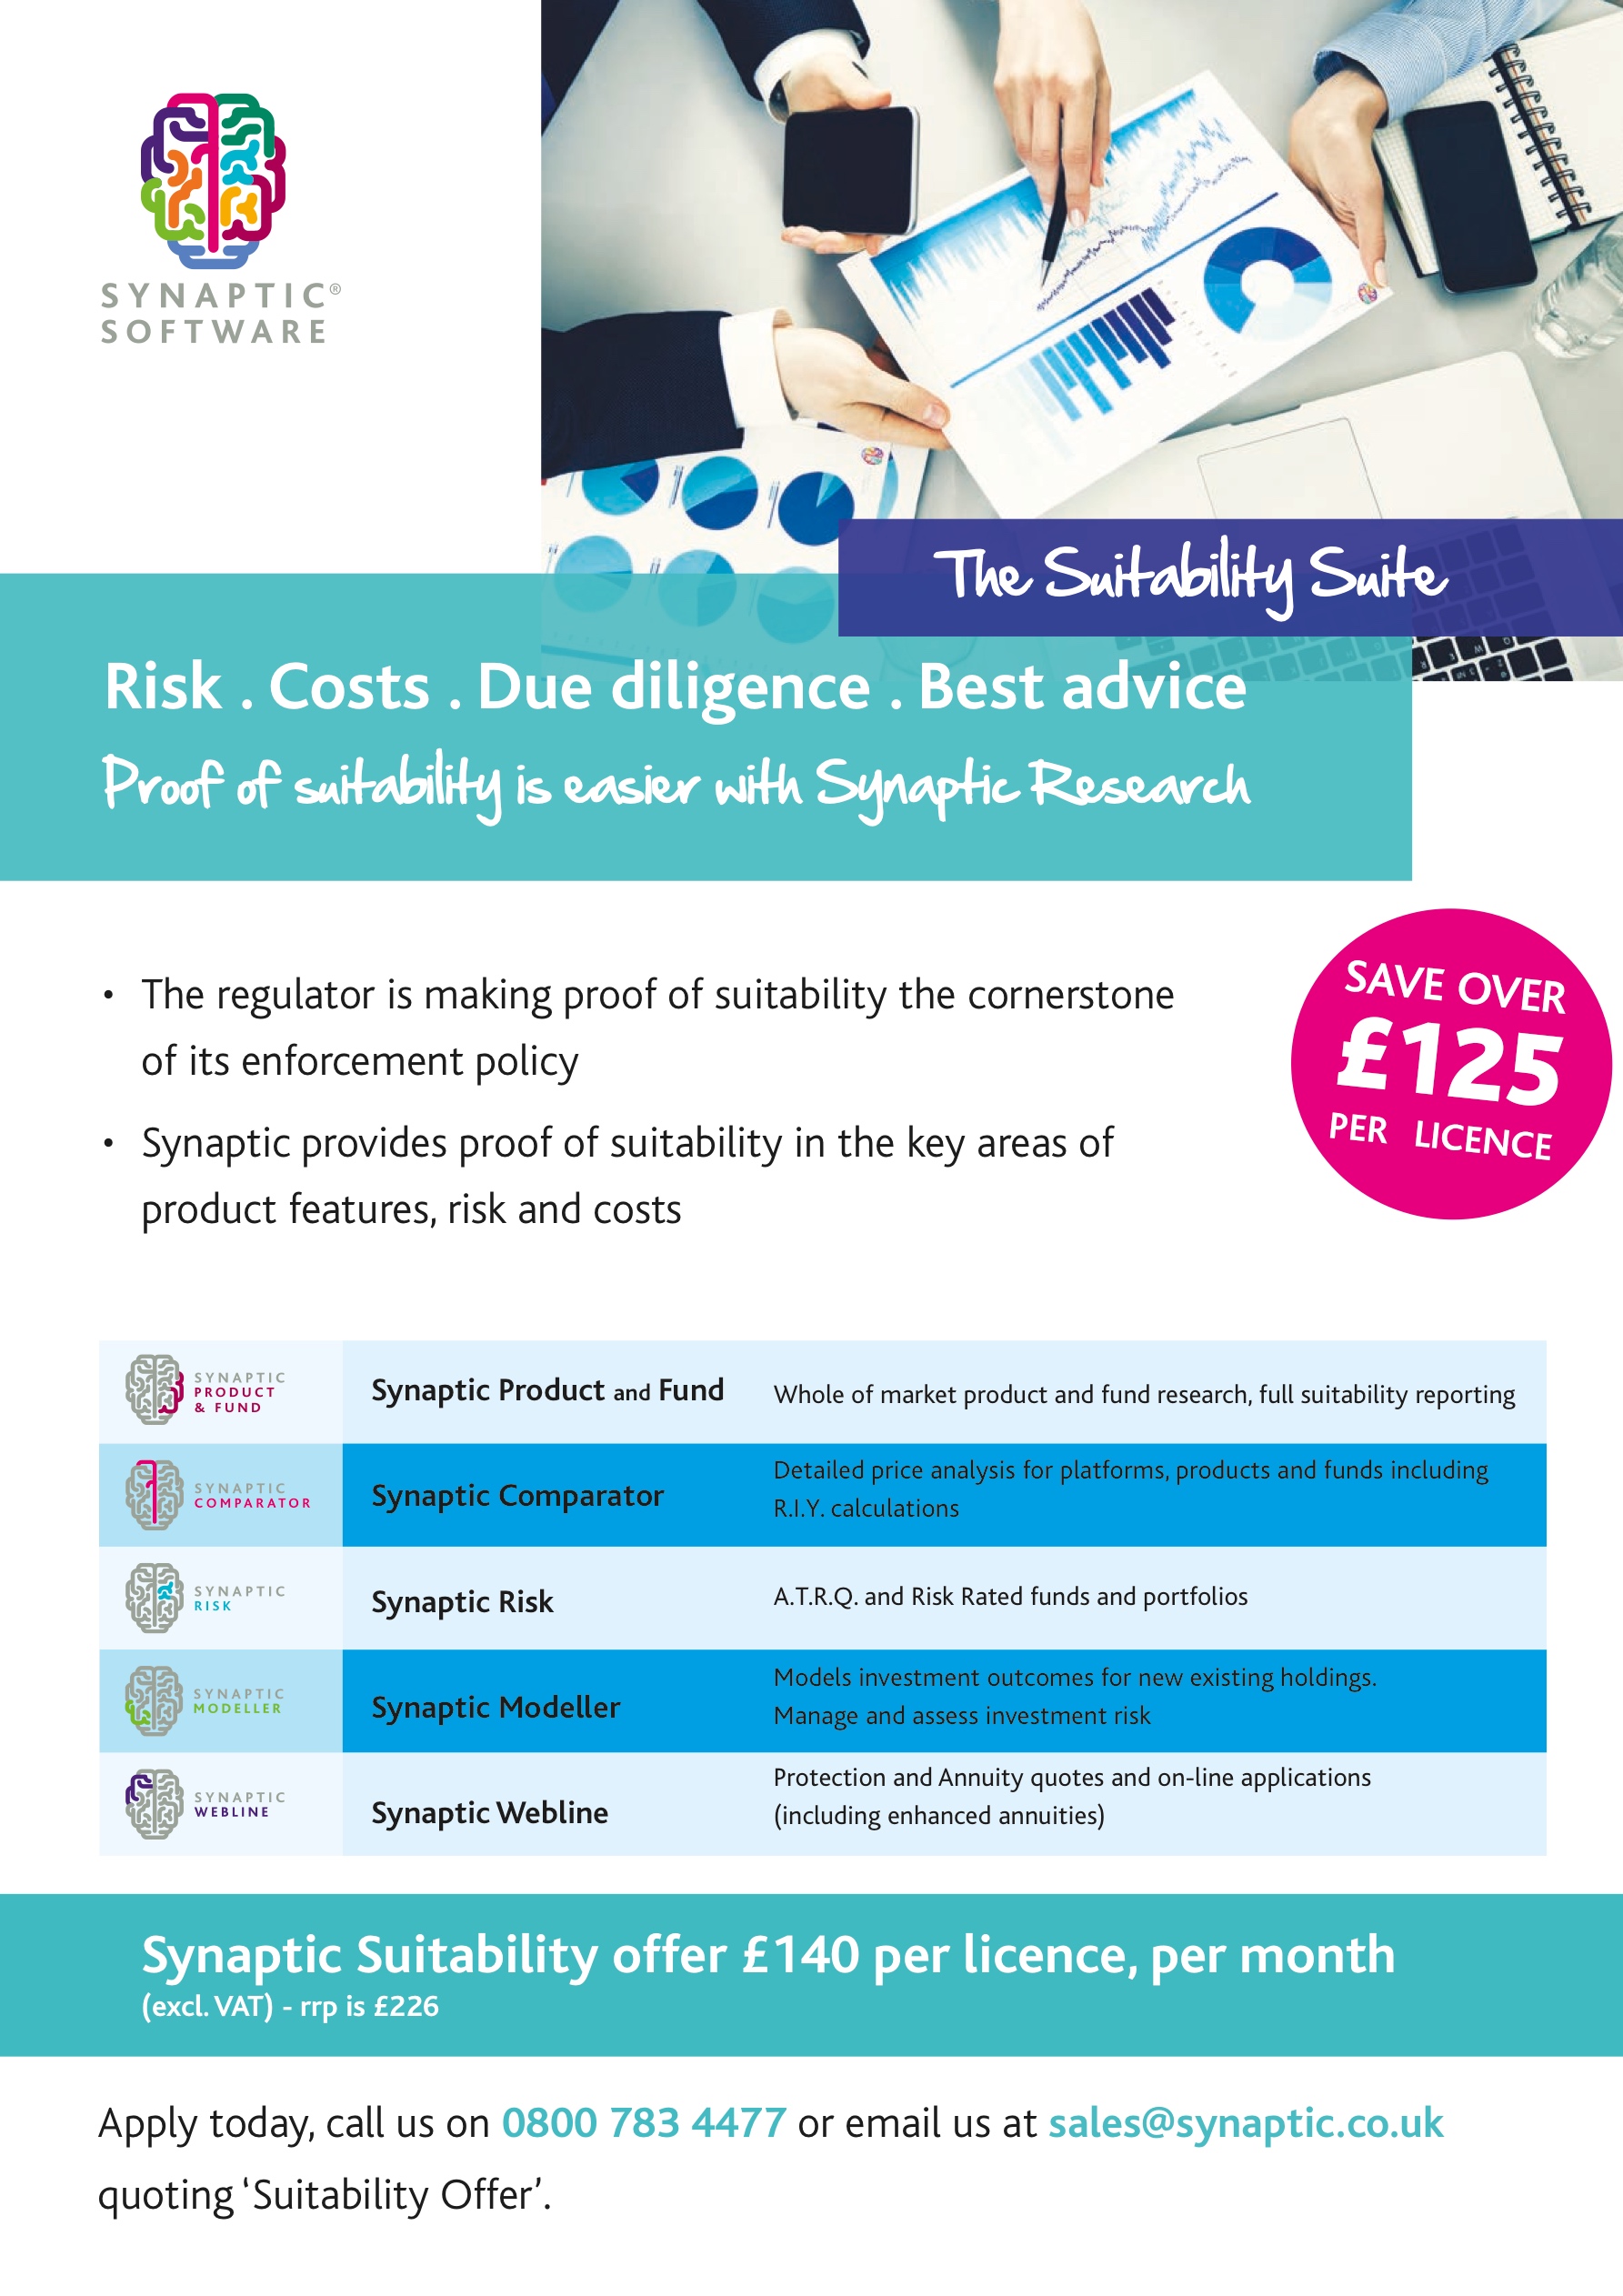 SYNAPTIC®
SOFTWARE
The Suitability Suite
Risk . Costs . Due diligence . Best advice
Proof of suitability is easier with Synaptic Research
• The regulator is making proof of suitability the cornerstone
of its enforcement policy
• Synaptic provides proof of suitability in the key areas of
product features, risk and costs
SAVE OVER
£125
PER LICENCE
SYNAPTIC
PRODUCT
& FUND
Synaptic Product and Fund
Whole of market product and fund research, full suitability reporting
SYNAPTIC
COMPARATOR
Synaptic Comparator
Detailed price analysis for platforms, products and funds including
R.I.Y. calculations
SYNAPTIC
RISK
Synaptic Risk
A.T.R.Q. and Risk Rated funds and portfolios
SYNAPTIC
MODELLER
Synaptic Modeller
Models investment outcomes for new existing holdings.
Manage and assess investment risk
SYNAPTIC
WEBLINE
Synaptic Webline
Protection and Annuity quotes and on-line applications
(including enhanced annuities)
Synaptic Suitability offer £140 per licence, per month
(excl. VAT) - rrp is £226
Apply today, call us on 0800 783 4477 or email us at sales@synaptic.co.uk
quoting ‘Suitability Offer’.